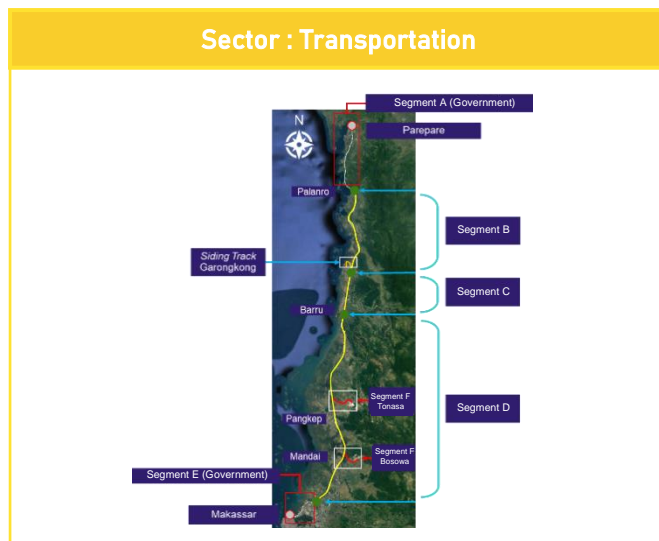 Sector : Transportation
Segment A (Government)
N
Parepare
Palanro
Segment B
Siding Track
Garongkong
Segment C
Barru
Segment F
Tonasa
Segment D
Pangkep
Mandai
Segment F
Bosowa
Segment E (Government)
Makassar